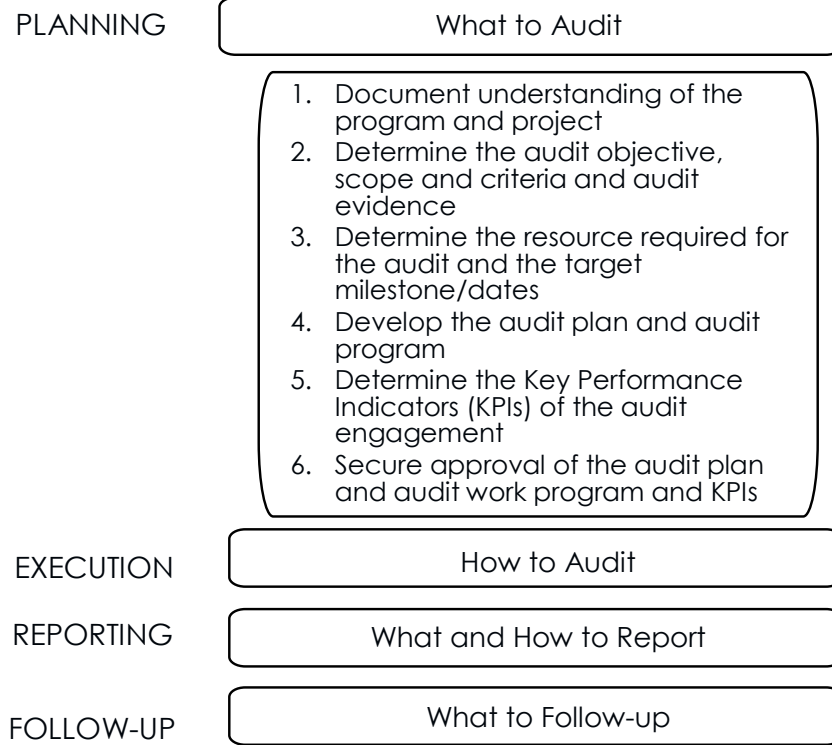 PLANNING What to Audit
1. Document understanding of the
program and project
2. Determine the audit objective,
scope and criteria and audit
evidence
3. Determine the resource required for
the audit and the target
milestone/dates
4. Develop the audit plan and audit
program
5. Determine the Key Performance
Indicators (KPIs) of the audit
engagement
6. Secure approval of the audit plan
and audit work program and KPIs
EXECUTION How to Audit
REPORTING What and How to Report
FOLLOW-UP What to Follow-up